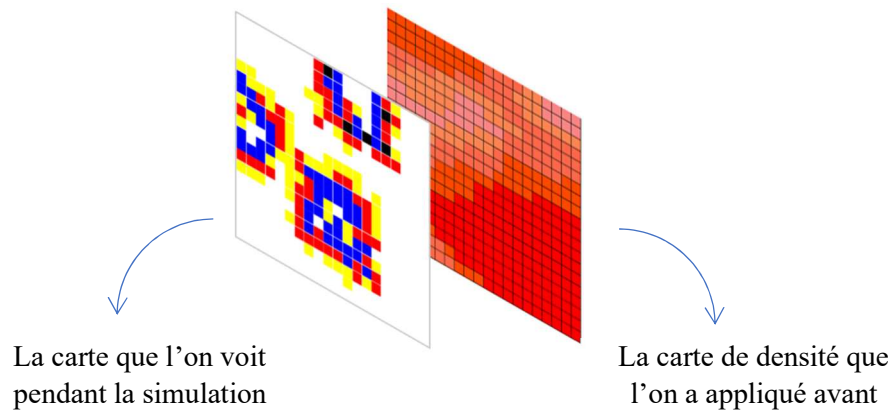 La carte que l’on voit
pendant la simulation
La carte de densité que
l’on a appliqué avant